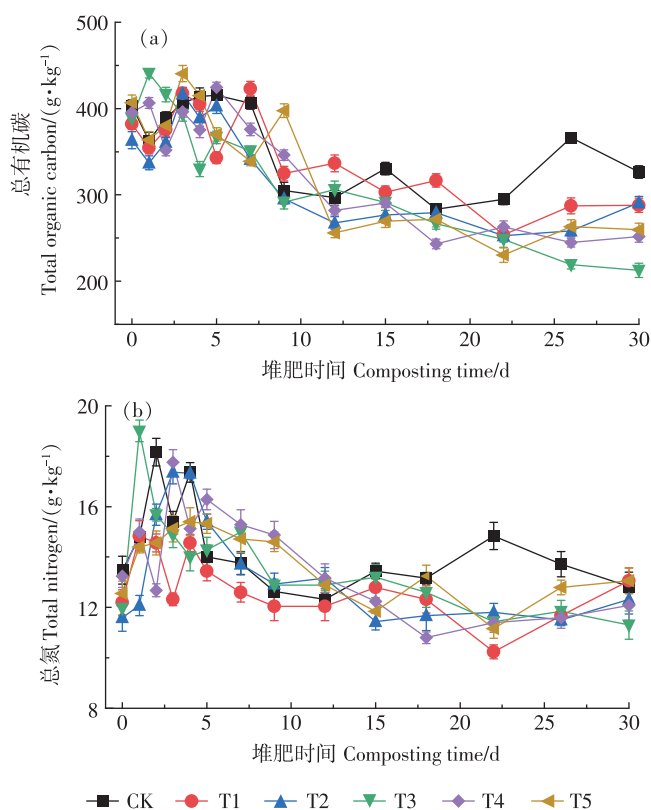 (a)
500
400
300
200
总有机碳
Total organic carbon/(g·kg⁻¹)
0 5 10 15 20 25 30
堆肥时间 Composting time/d
(b)
20
16
12
8
总氮 Total nitrogen/(g·kg⁻¹)
0 5 10 15 20 25 30
堆肥时间 Composting time/d
CK T1 T2 T3 T4 T5